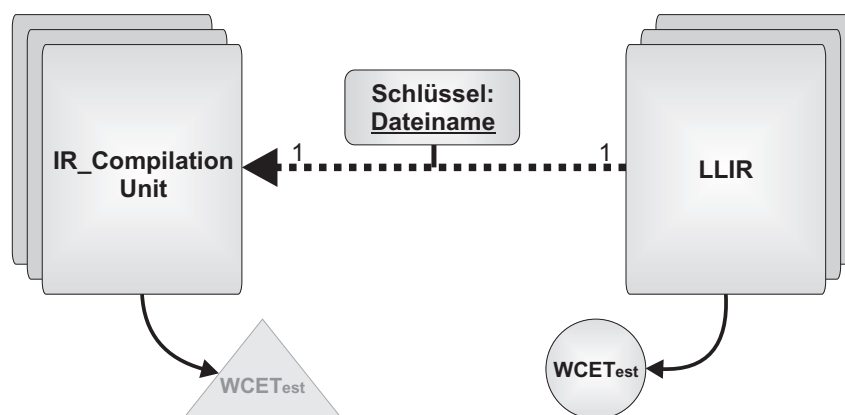 Schlüssel:
Dateiname
IR_Compilation
Unit
1
1
LLIR
WCETest
WCETest